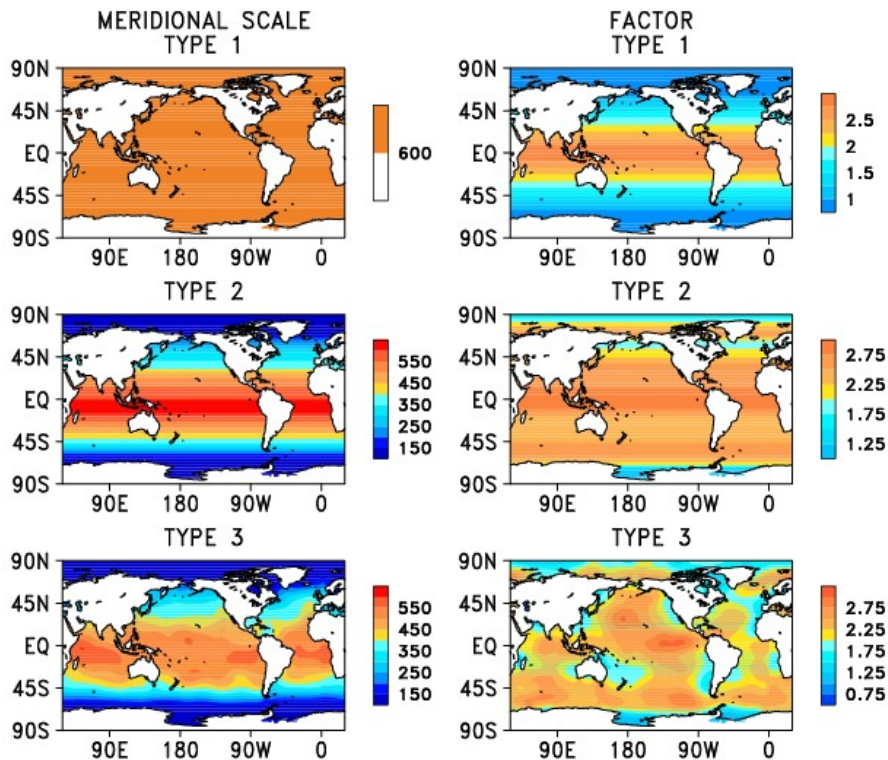 MERIDIONAL SCALE
TYPE 1
90N
45N
EQ
45S
90S
90E 180 90W 0
600
FACTOR
TYPE 1
90N
45N
EQ
45S
90S
90E 180 90W 0
2.5
2
1.5
1
TYPE 2
90N
45N
EQ
45S
90S
90E 180 90W 0
550
450
350
250
150
TYPE 2
90N
45N
EQ
45S
90S
90E 180 90W 0
2.75
2.25
1.75
1.25
TYPE 3
90N
45N
EQ
45S
90S
90E 180 90W 0
550
450
350
250
150
TYPE 3
90N
45N
EQ
45S
90S
90E 180 90W 0
2.75
2.25
1.75
1.25
0.75